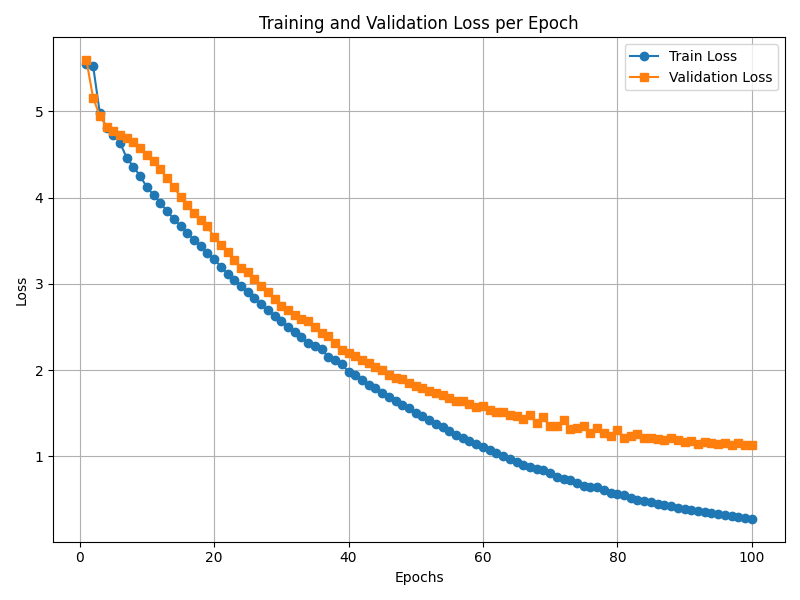 Training and Validation Loss per Epoch
Train Loss
Validation Loss
5
4
3
2
1
Loss
0 20 40 60 80 100
Epochs